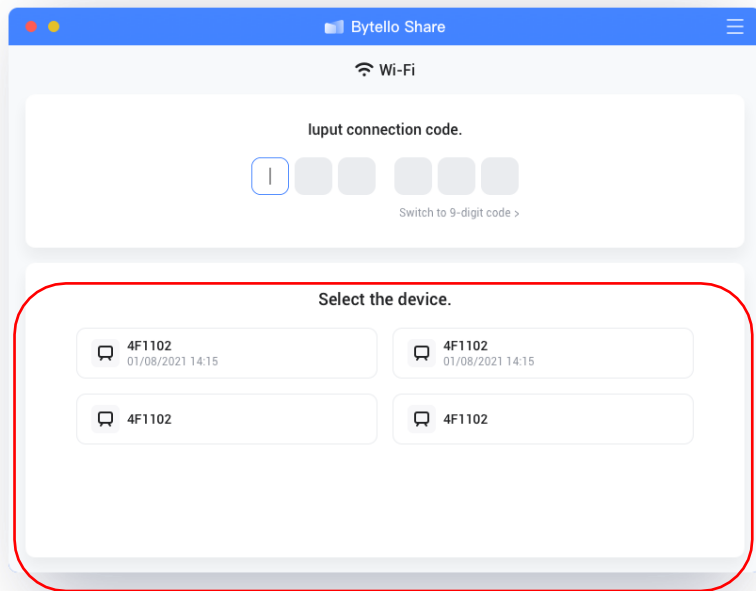 Bytello Share
Wi-Fi
Iuput connection code.
Switch to 9-digit code >
Select the device.
4F1102
01/08/2021 14:15
4F1102
01/08/2021 14:15
4F1102
4F1102